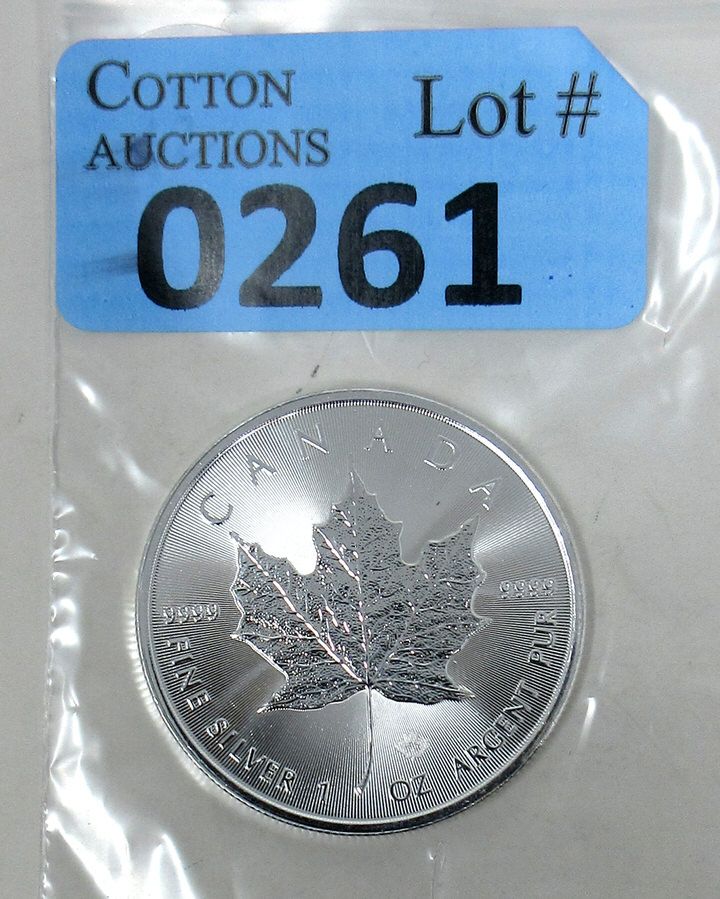 COTTON
AUCTIONS
Lot #
0261
CANADA
9999
9999
FINE SILVER 1 OZ ARGENT PUR